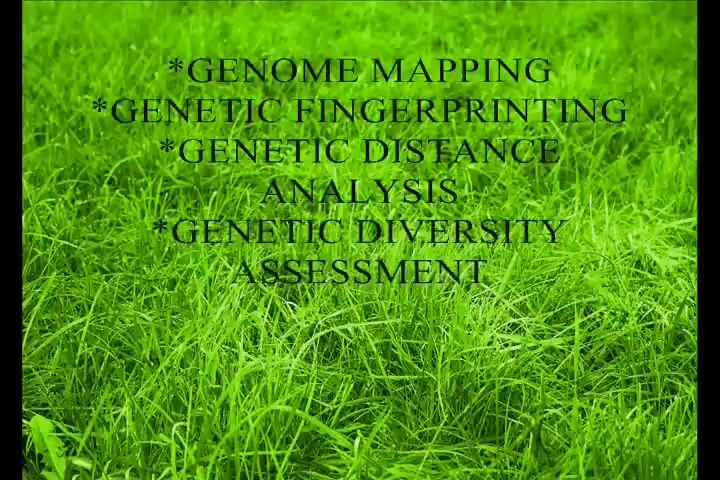 *GENOME MAPPING
*GENETIC FINGERPRINTING
*GENETIC DISTANCE
ANALYSIS
*GENETIC DIVERSITY
ASSESSMENT